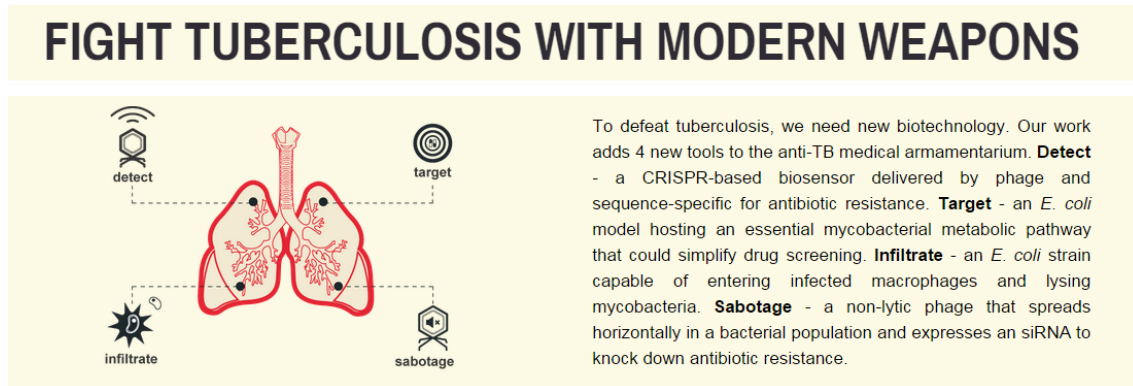 FIGHT TUBERCULOSIS WITH MODERN WEAPONS
detect
target
infiltrate
sabotage
To defeat tuberculosis, we need new biotechnology. Our work
adds 4 new tools to the anti-TB medical armamentarium. Detect
- a CRISPR-based biosensor delivered by phage and
sequence-specific for antibiotic resistance. Target - an E. coli
model hosting an essential mycobacterial metabolic pathway
that could simplify drug screening. Infiltrate - an E. coli strain
capable of entering infected macrophages and lysing
mycobacteria. Sabotage - a non-lytic phage that spreads
horizontally in a bacterial population and expresses an siRNA to
knock down antibiotic resistance.